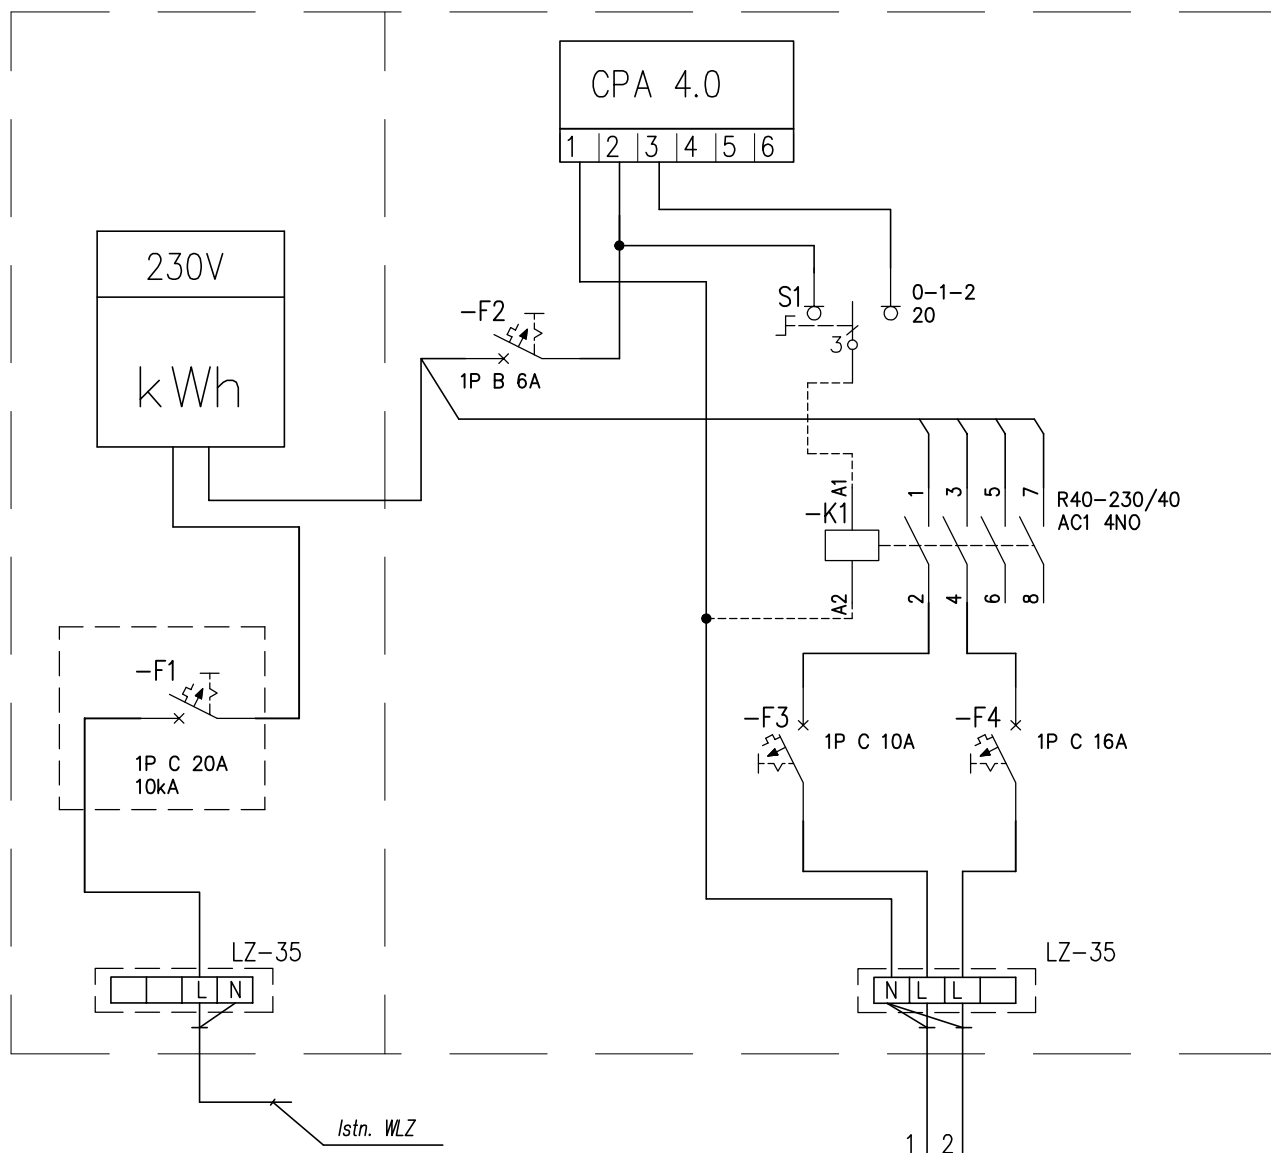 CPA 4.0
1 2 3 4 5 6
230V
kWh
S1
0-1-2
20
3
-F2
1P B 6A
A1
-K1
A2
1 3 5 7
2 4 6 8
R40-230/40
AC1 4NO
-F1
1P C 20A
10kA
-F3
1P C 10A
-F4
1P C 16A
LZ-35
L N
LZ-35
N L L
Istn. WLZ
1 2